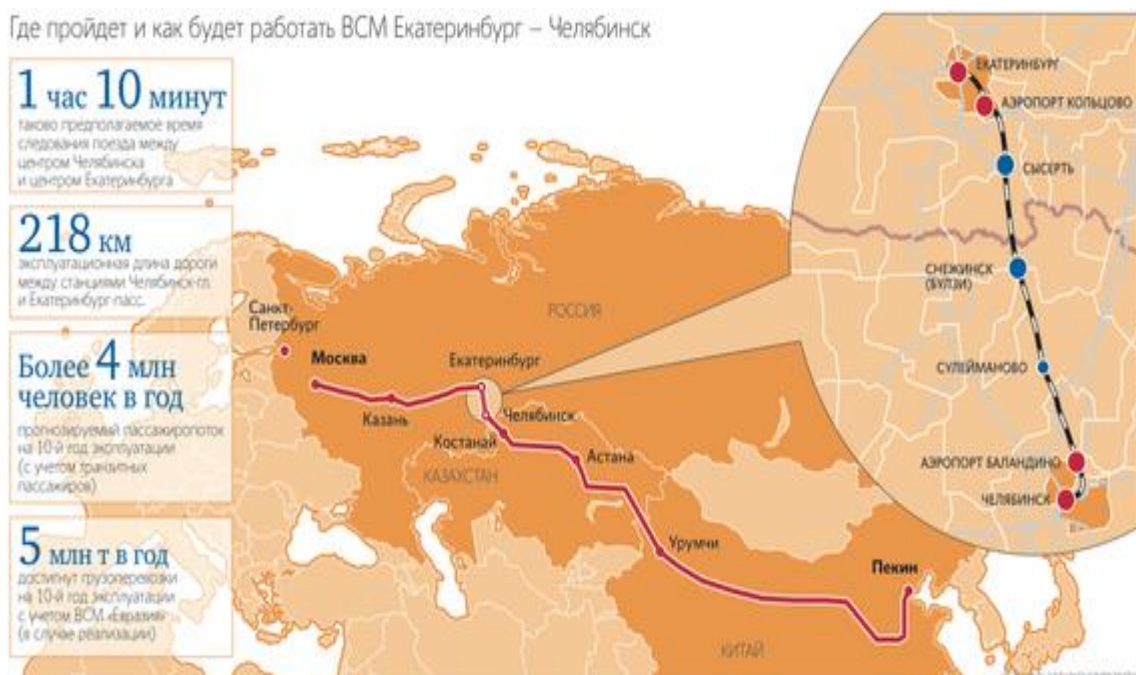 Где пройдет и как будет работать ВСМ Екатеринбург – Челябинск
1 час 10 минут
таково предполагаемое время
следования поезда между
центром Челябинска
и центром Екатеринбурга
218 км
эксплуатационная длина дороги
между станциями Челябинск-гл.
и Екатеринбург-пасс.
Более 4 млн
человек в год
прогнозируемый пассажиропоток
на 10-й год эксплуатации
(с учетом транзитных
пассажиров)
5 млн т в год
достигнут грузоперевозки
на 10-й год эксплуатации
с учетом ВСМ «Евразия»
(в случае реализации)
Санкт-
Петербург
Москва
Казань
Екатеринбург
Челябинск
Костанай
КАЗАХСТАН
Астана
РОССИЯ
Урумчи
Пекин
КИТАЙ
ЕКАТЕРИНБУРГ
АЭРОПОРТ КОЛЬЦОВО
СЫСЕРТЬ
СНЕЖИНСК
(БУЛЗИ)
СУЛЕЙМАНОВО
АЭРОПОРТ БАЛАНДИНО
ЧЕЛЯБИНСК